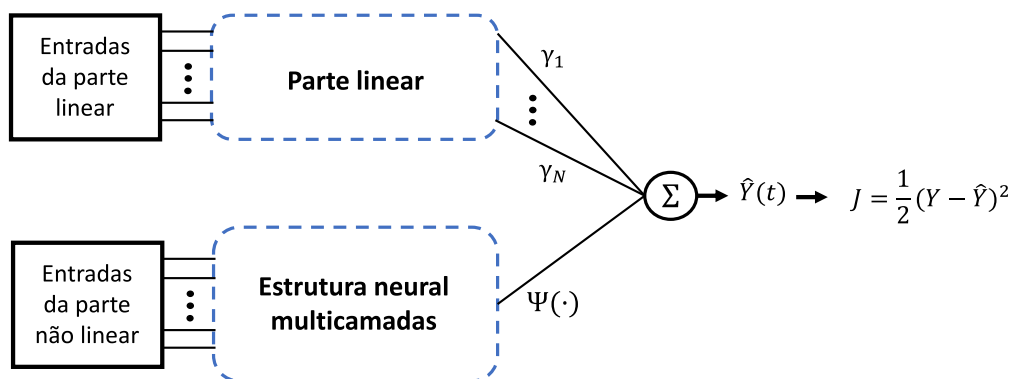 Entradas
da parte
linear
Parte linear
γ₁
γ_N
Σ
Ŷ(t)
J = 1/2 (Y − Ŷ)²
Entradas
da parte
não linear
Estrutura neural
multicamadas
Ψ(·)